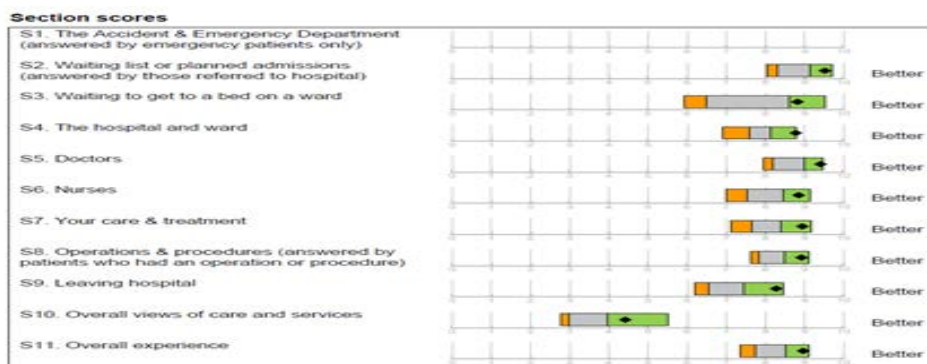 Section scores
S1. The Accident & Emergency Department
(answered by emergency patients only)
S2. Waiting list or planned admissions
(answered by those referred to hospital)
Better
S3. Waiting to get to a bed on a ward
Better
S4. The hospital and ward
Better
S5. Doctors
Better
S6. Nurses
Better
S7. Your care & treatment
Better
S8. Operations & procedures (answered by
patients who had an operation or procedure)
Better
S9. Leaving hospital
Better
S10. Overall views of care and services
Better
S11. Overall experience
Better